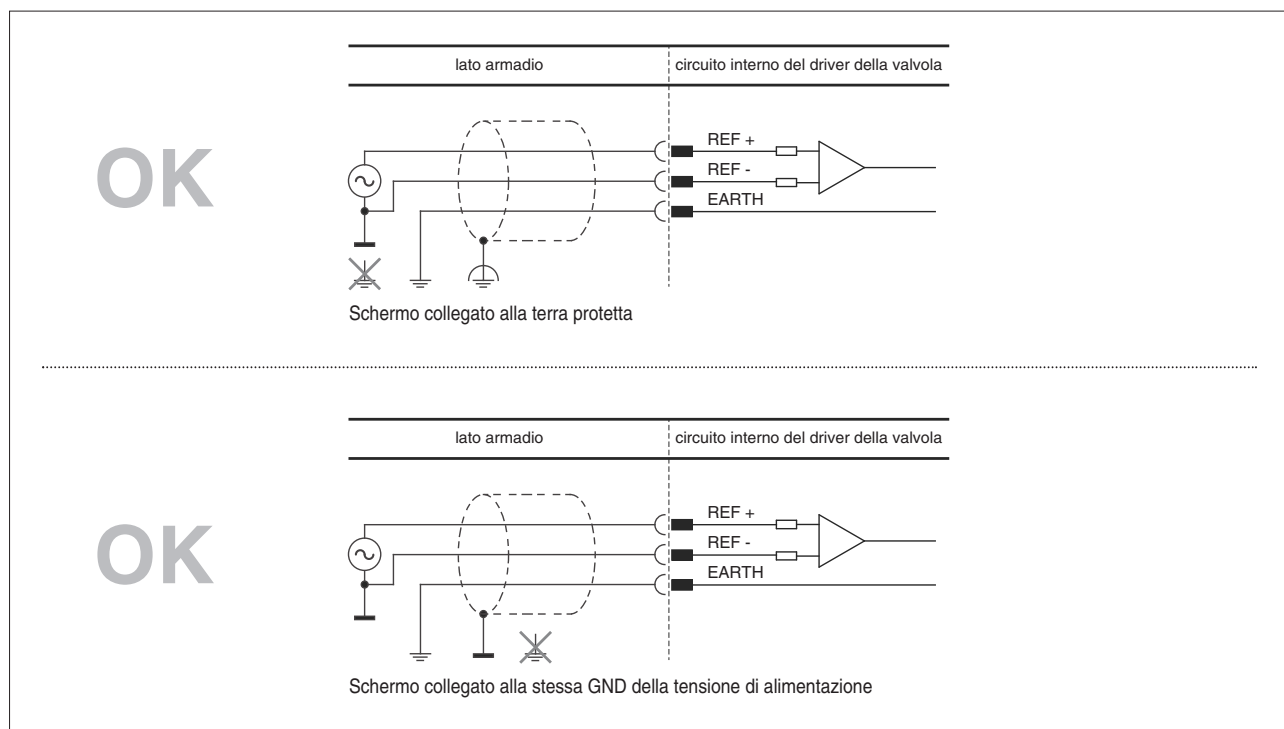 lato armadio
circuito interno del driver della valvola
OK
REF +
REF -
EARTH
Schermo collegato alla terra protetta
lato armadio
circuito interno del driver della valvola
OK
REF +
REF -
EARTH
Schermo collegato alla stessa GND della tensione di alimentazione